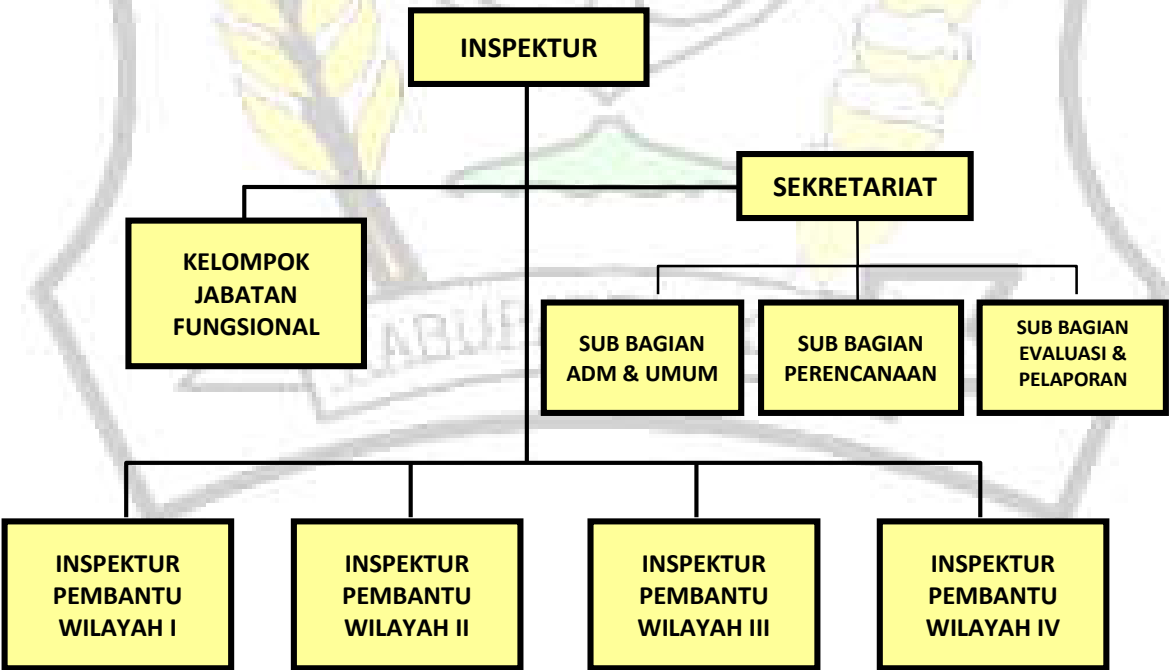 INSPEKTUR
SEKRETARIAT
KELOMPOK
JABATAN
FUNGSIONAL
SUB BAGIAN
ADM & UMUM
SUB BAGIAN
PERENCANAAN
SUB BAGIAN
EVALUASI &
PELAPORAN
INSPEKTUR
PEMBANTU
WILAYAH I
INSPEKTUR
PEMBANTU
WILAYAH II
INSPEKTUR
PEMBANTU
WILAYAH III
INSPEKTUR
PEMBANTU
WILAYAH IV